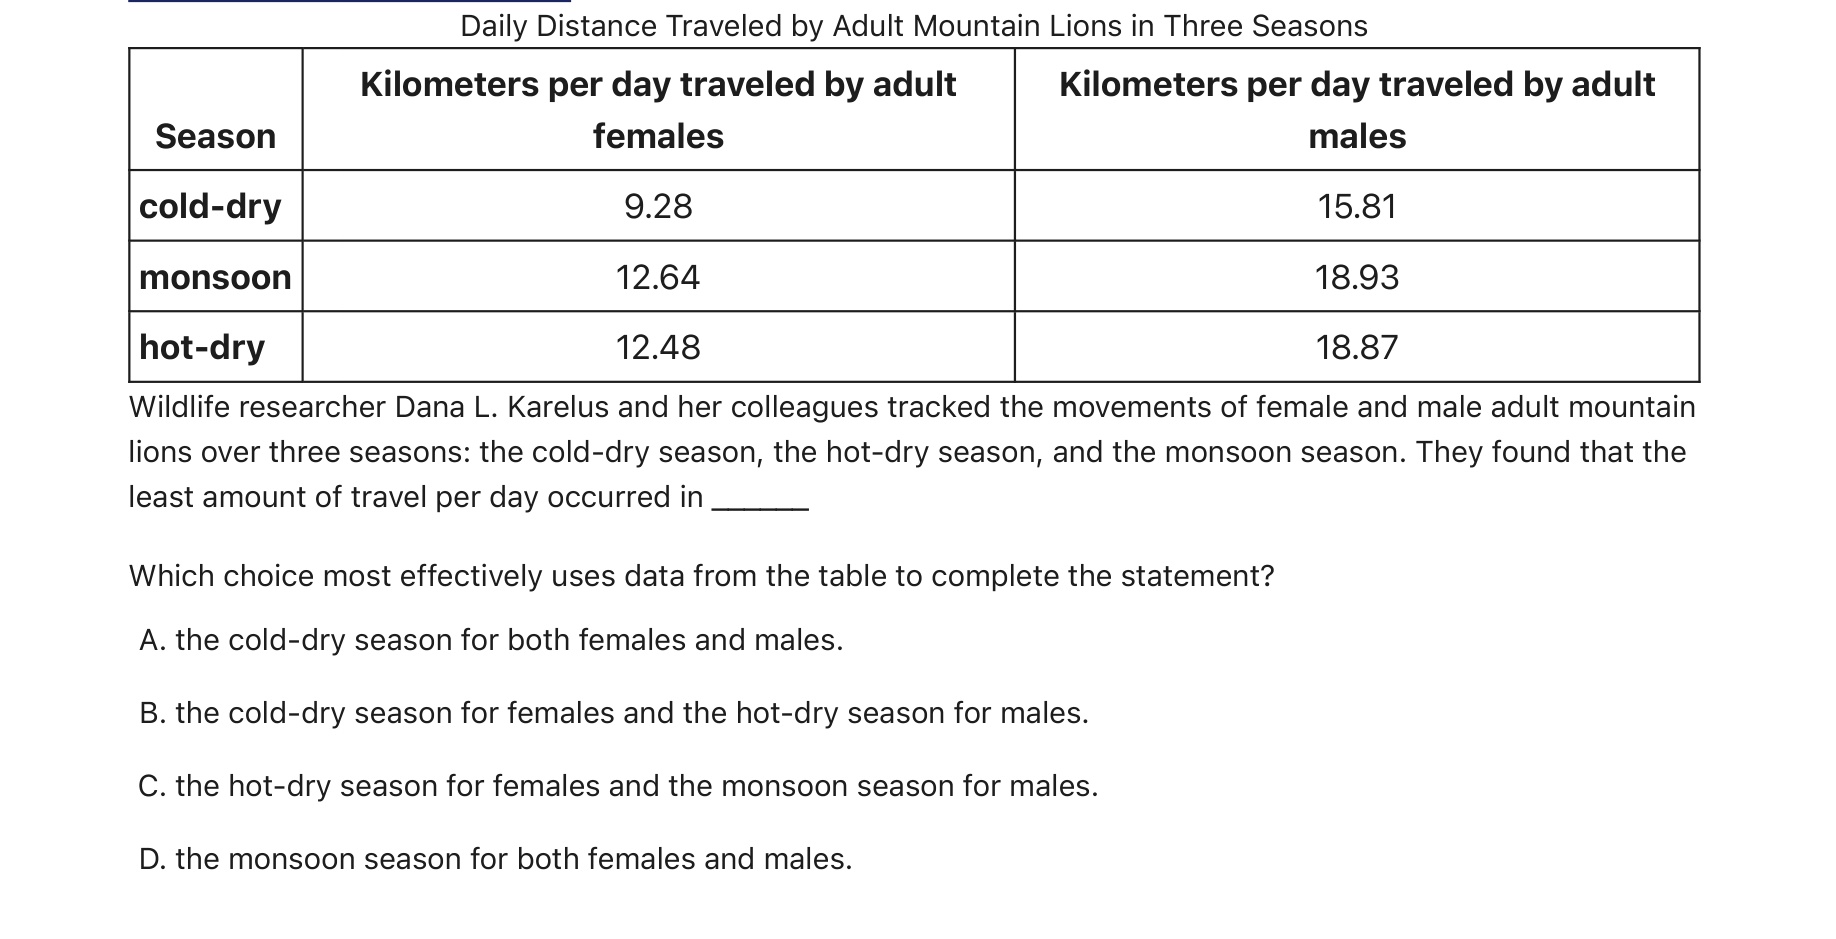 Daily Distance Traveled by Adult Mountain Lions in Three Seasons
Season Kilometers per day traveled by adult females Kilometers per day traveled by adult males
cold-dry 9.28 15.81
monsoon 12.64 18.93
hot-dry 12.48 18.87
Wildlife researcher Dana L. Karelus and her colleagues tracked the movements of female and male adult mountain
lions over three seasons: the cold-dry season, the hot-dry season, and the monsoon season. They found that the
least amount of travel per day occurred in ______
Which choice most effectively uses data from the table to complete the statement?
A. the cold-dry season for both females and males.
B. the cold-dry season for females and the hot-dry season for males.
C. the hot-dry season for females and the monsoon season for males.
D. the monsoon season for both females and males.